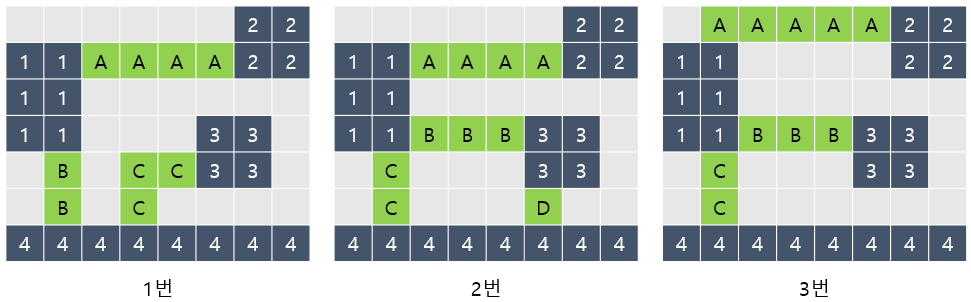 2 2
1 1 A A A A 2 2
1 1
1 1 3 3
B C C 3 3
B C
4 4 4 4 4 4 4 4
1번
2 2
1 1 A A A A 2 2
1 1
1 1 B B B 3 3
C 3 3
C D
4 4 4 4 4 4 4 4
2번
A A A A A 2 2
1 1 2 2
1 1
1 1 B B B 3 3
C 3 3
C
4 4 4 4 4 4 4 4
3번